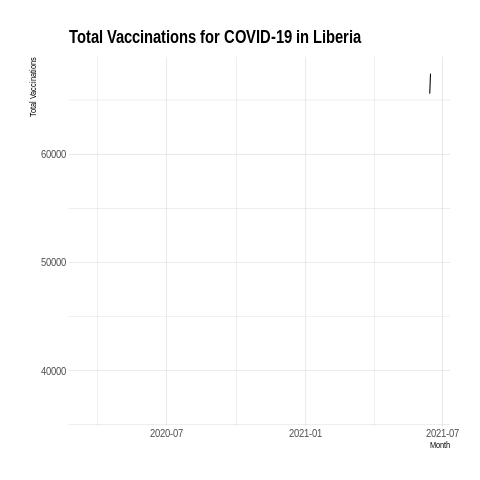 Total Vaccinations for COVID-19 in Liberia
Total Vaccinations
60000
50000
40000
2020-07
2021-01
2021-07
Month